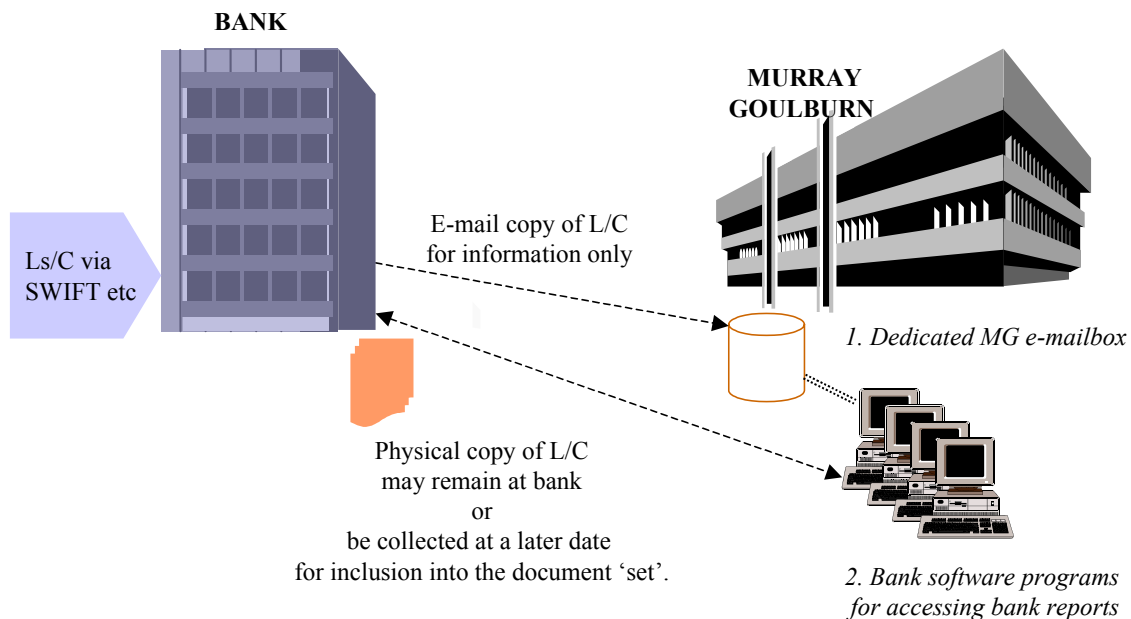 BANK
MURRAY
GOULBURN
Ls/C via
SWIFT etc
E-mail copy of L/C
for information only
1. Dedicated MG e-mailbox
Physical copy of L/C
may remain at bank
or
be collected at a later date
for inclusion into the document ‘set’.
2. Bank software programs
for accessing bank reports